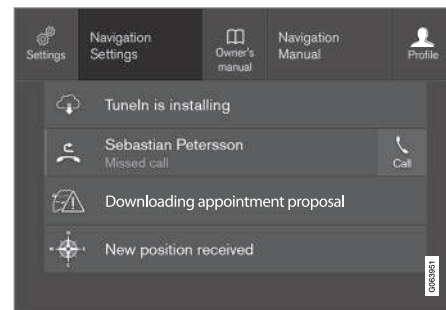 Settings
Navigation
Settings
Owner's
manual
Navigation
Manual
Profile
TuneIn is installing
Sebastian Petersson
Missed call
Call
Downloading appointment proposal
New position received
G063951